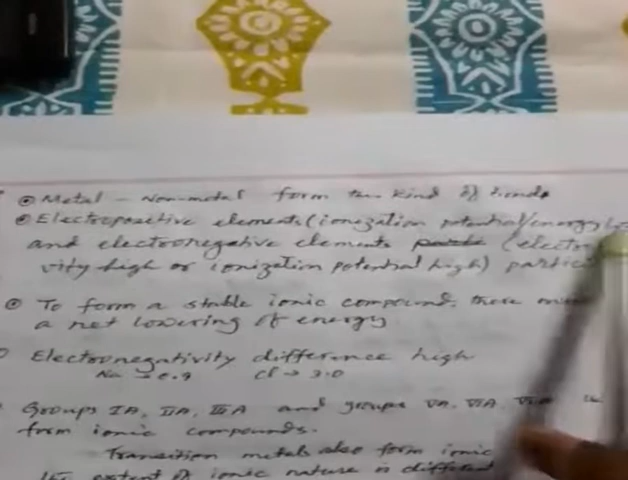 Metal - Non-metal form this kind of bonds
Electropositive elements (ionization potential/energy
and electronegative elements (electro
vity high or ionization potential high) partic
To form a stable ionic compound, there mu
a net lowering of energy.
Electronegativity difference high
Na → 0.9 Cl → 3.0
Groups IA, IIA, IIIA and groups VA, VIA,
form ionic compounds.
Transition metals also form ionic
the extent of ionic nature is different